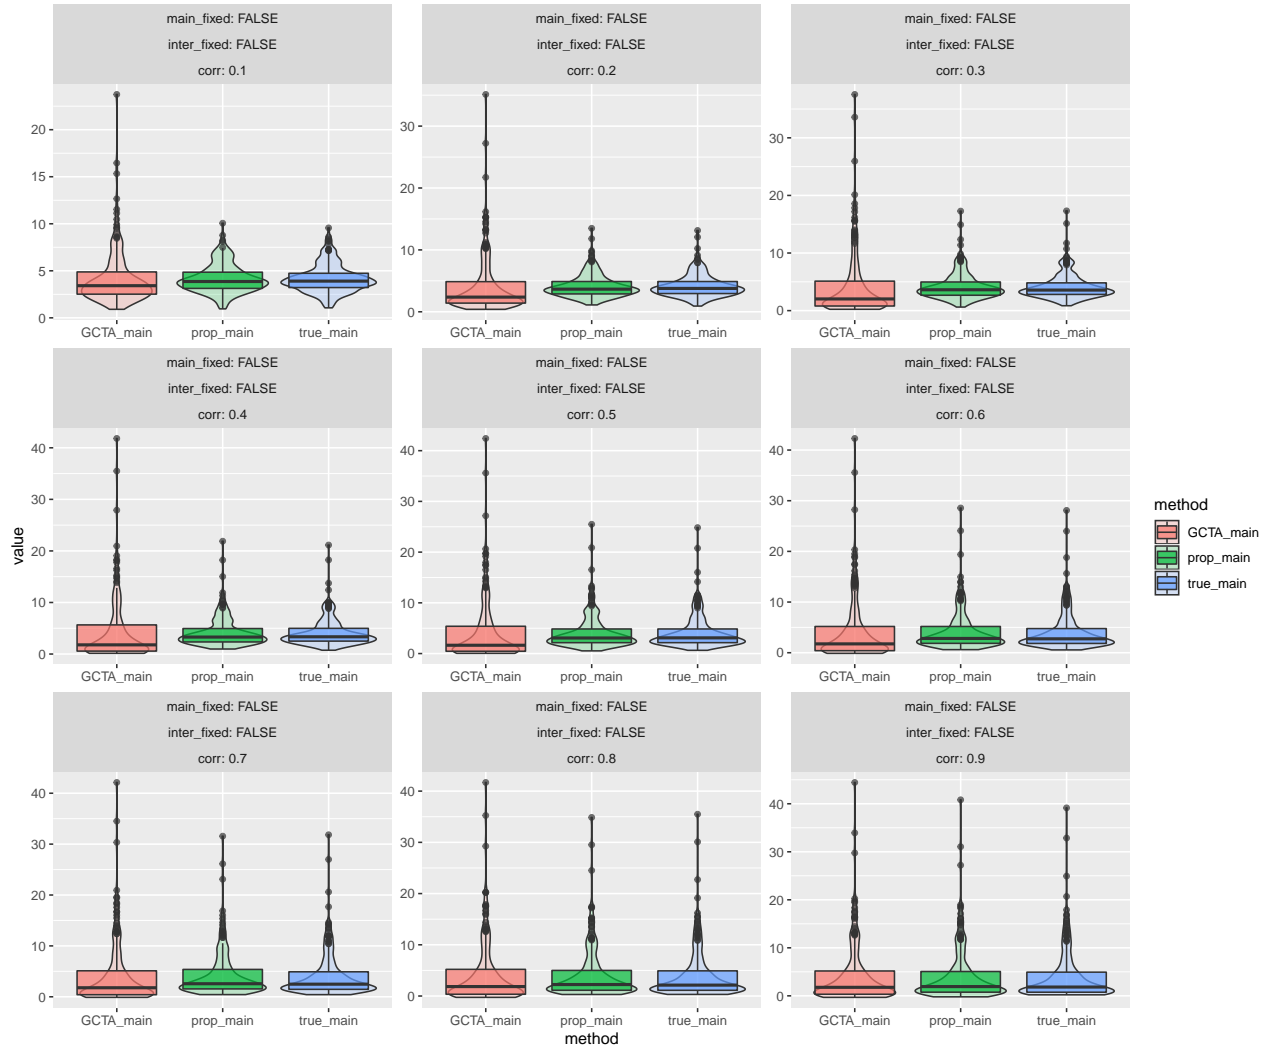 main_fixed: FALSE
inter_fixed: FALSE
corr: 0.1
main_fixed: FALSE
inter_fixed: FALSE
corr: 0.2
main_fixed: FALSE
inter_fixed: FALSE
corr: 0.3
20
15
10
5
0
GCTA_main prop_main true_main
30
20
10
0
GCTA_main prop_main true_main
30
20
10
0
GCTA_main prop_main true_main
main_fixed: FALSE
inter_fixed: FALSE
corr: 0.4
main_fixed: FALSE
inter_fixed: FALSE
corr: 0.5
main_fixed: FALSE
inter_fixed: FALSE
corr: 0.6
value
40
30
20
10
0
GCTA_main prop_main true_main
40
30
20
10
0
GCTA_main prop_main true_main
40
30
20
10
0
GCTA_main prop_main true_main
main_fixed: FALSE
inter_fixed: FALSE
corr: 0.7
main_fixed: FALSE
inter_fixed: FALSE
corr: 0.8
main_fixed: FALSE
inter_fixed: FALSE
corr: 0.9
40
30
20
10
0
GCTA_main prop_main true_main
40
30
20
10
0
GCTA_main prop_main true_main
40
30
20
10
0
GCTA_main prop_main true_main
method
method
GCTA_main
prop_main
true_main